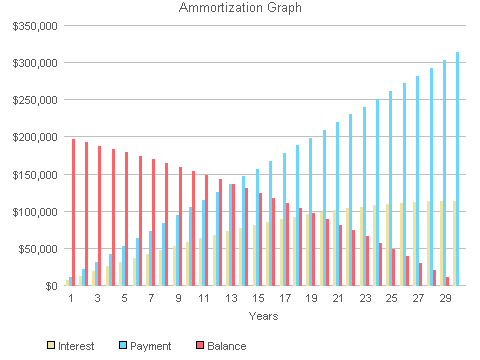 Ammortization Graph
$350,000
$300,000
$250,000
$200,000
$150,000
$100,000
$50,000
$0
1 3 5 7 9 11 13 15 17 19 21 23 25 27 29
Years
Interest Payment Balance